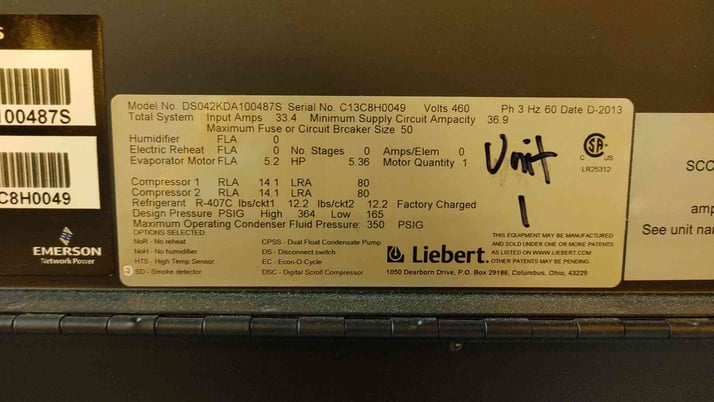 S
100487S
C8H0049
EMERSON
Network Power
Model No. DS042KDA100487S Serial No. C13C8H0049 Volts 460 Ph 3 Hz 60 Date D-2013
Total System Input Amps 33.4 Minimum Supply Circuit Ampacity 36.9
Maximum Fuse or Circuit Breaker Size 50
Humidifier FLA 0
Electric Reheat FLA 0 No. Stages 0 Amps/Elem 0
Evaporator Motor FLA 5.2 HP 5.36 Motor Quantity 1
Compressor 1 RLA 14.1 LRA 80
Compressor 2 RLA 14.1 LRA 80
Refrigerant R-407C lbs/ckt1 12.2 lbs/ckt2 12.2 Factory Charged
Design Pressure PSIG High 364 Low 165
Maximum Operating Condenser Fluid Pressure: 350 PSIG
OPTIONS SELECTED
NoR - No reheat CPSS - Dual Float Condensate Pump
NoH - No humidifier DS - Disconnect switch
HTS - High Temp Sensor EC - Econ-O-Cycle
SD - Smoke detector DSC - Digital Scroll Compressor
Unit
1
C SA US
LR25312
THIS EQUIPMENT MAY BE MANUFACTURED
AND SOLD UNDER ONE OR MORE PATENTS
AS LISTED ON WWW.LIEBERT.COM
OTHER PATENTS MAY BE PENDING.
Liebert.
1050 Dearborn Drive, P.O. Box 29186, Columbus, Ohio, 43229
SCC
amp
See unit nar